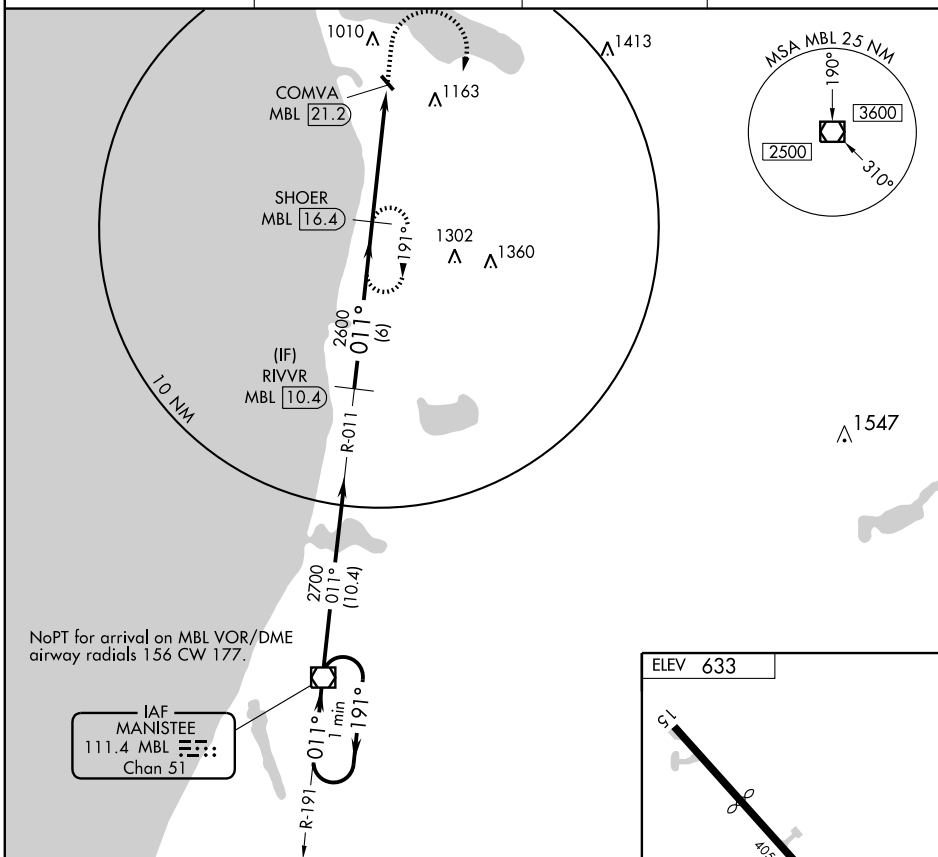 1010
1413
1163
COMVA
MBL 21.2
MSA MBL 25 NM
190°
3600
2500
310°
SHOER
MBL 16.4
191°
1302
1360
2600
011°
(6)
(IF)
RIVVR
MBL 10.4
10 NM
R-011
1547
2700
011°
(10.4)
NoPT for arrival on MBL VOR/DME
airway radials 156 CW 177.
IAF
MANISTEE
111.4 MBL
Chan 51
011°
1 min
191°
R-191
ELEV 633
15
405